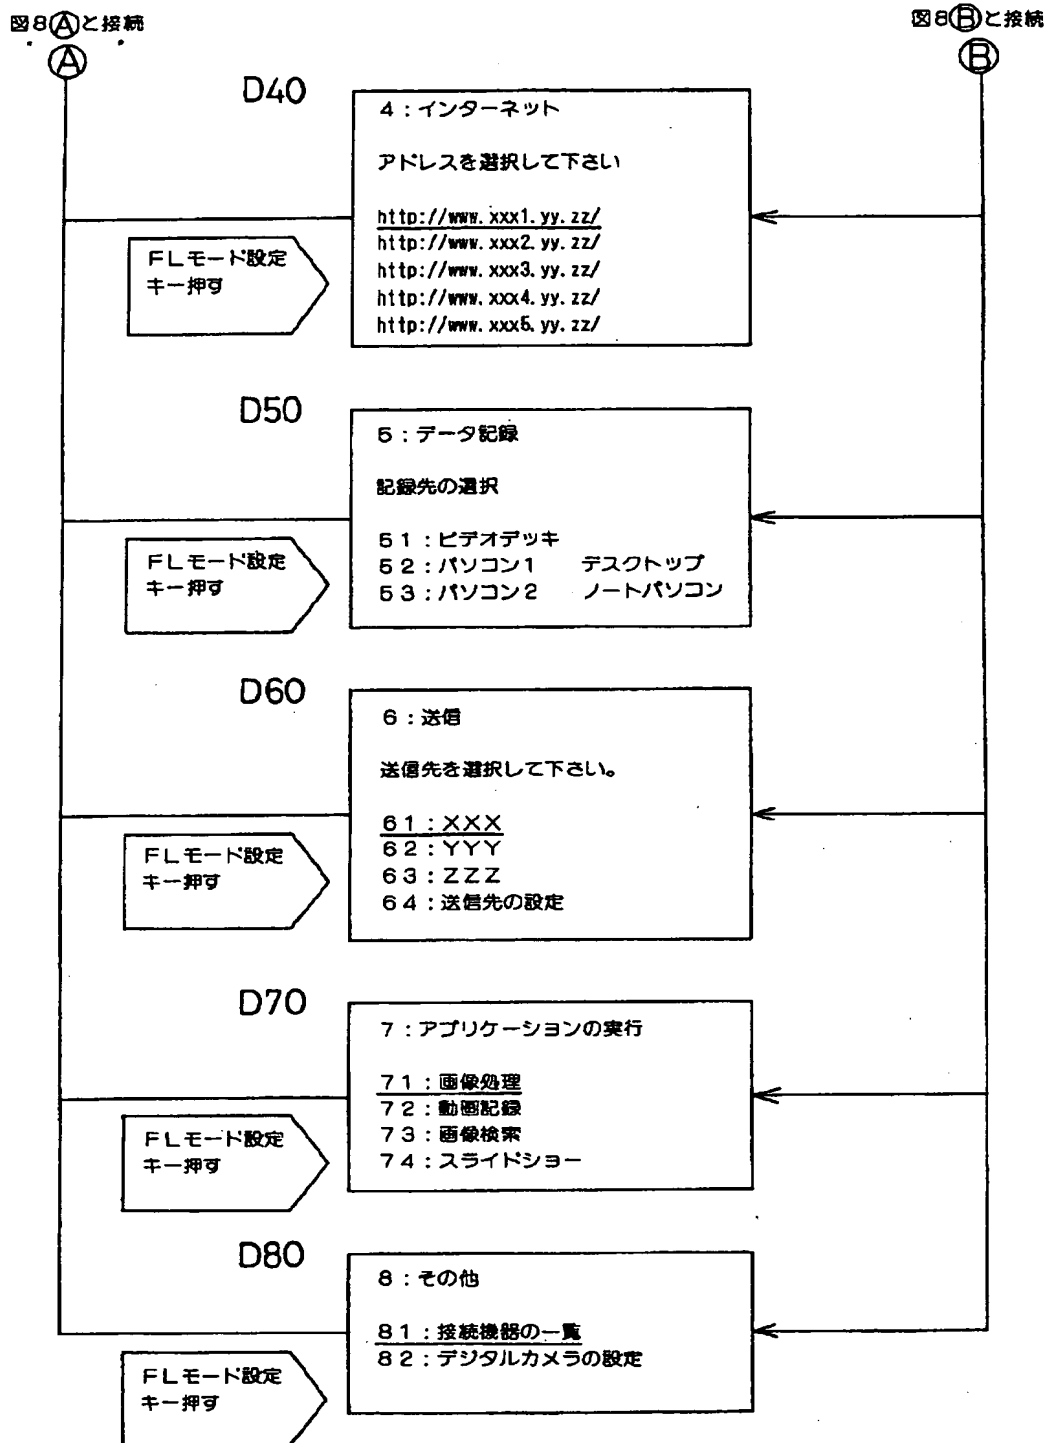 図8Ⓐと接続
図8Ⓑと接続
Ⓐ
Ⓑ
D40
4：インターネット
アドレスを選択して下さい
http://www.xxx1.yy.zz/
http://www.xxx2.yy.zz/
http://www.xxx3.yy.zz/
http://www.xxx4.yy.zz/
http://www.xxx5.yy.zz/
FLモード設定
キー押す
D50
5：データ記録
記録先の選択
51：ビデオデッキ
52：パソコン1　デスクトップ
53：パソコン2　ノートパソコン
FLモード設定
キー押す
D60
6：送信
送信先を選択して下さい。
61：XXX
62：YYY
63：ZZZ
64：送信先の設定
FLモード設定
キー押す
D70
7：アプリケーションの実行
71：画像処理
72：動画記録
73：画像検索
74：スライドショー
FLモード設定
キー押す
D80
8：その他
81：接続機器の一覧
82：デジタルカメラの設定
FLモード設定
キー押す